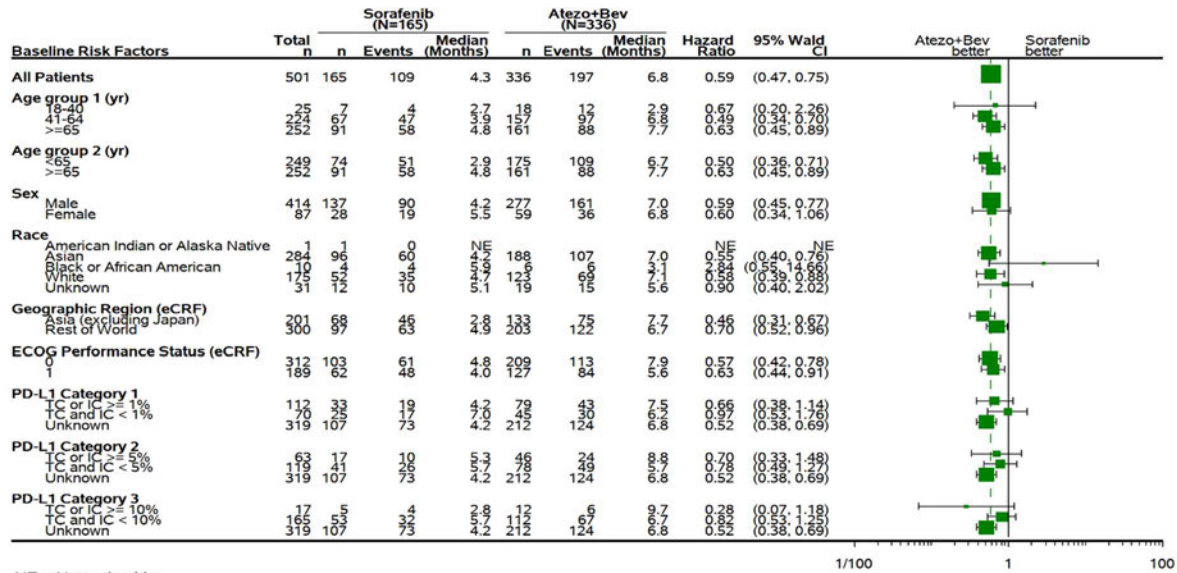 Sorafenib Atezo+Bev
(N=165) (N=336)
Total Median Median Hazard 95% Wald Atezo+Bev Sorafenib
Baseline Risk Factors n n Events (Months) n Events (Months) Ratio CI better better
All Patients 501 165 109 4.3 336 197 6.8 0.59 (0.47, 0.75)
Age group 1 (yr)
18-40 25 7 4 2.7 18 12 2.9 0.67 (0.20, 2.26)
41-64 224 67 47 3.9 157 97 6.8 0.49 (0.34, 0.70)
>=65 252 91 58 4.8 161 88 7.7 0.63 (0.45, 0.89)
Age group 2 (yr)
<65 249 74 51 2.9 175 109 6.7 0.50 (0.36, 0.71)
>=65 252 91 58 4.8 161 88 7.7 0.63 (0.45, 0.89)
Sex
Male 414 137 90 4.2 277 161 7.0 0.59 (0.45, 0.77)
Female 87 28 19 5.5 59 36 6.8 0.60 (0.34, 1.06)
Race
American Indian or Alaska Native 1 1 0 NE NE NE
Asian 284 96 60 4.2 188 107 7.0 0.55 (0.40, 0.76)
Black or African American 10 4 4 5.9 6 6 3.1 2.84 (0.55, 14.66)
White 175 52 35 4.7 123 69 7.1 0.58 (0.39, 0.88)
Unknown 31 12 10 5.1 19 15 5.6 0.90 (0.40, 2.02)
Geographic Region (eCRF)
Asia (excluding Japan) 201 68 46 2.8 133 75 7.7 0.46 (0.31, 0.67)
Rest of World 300 97 63 4.9 203 122 6.7 0.70 (0.52, 0.96)
ECOG Performance Status (eCRF)
0 312 103 61 4.8 209 113 7.9 0.57 (0.42, 0.78)
1 189 62 48 4.0 127 84 5.6 0.63 (0.44, 0.91)
PD-L1 Category 1
TC or IC >= 1% 112 33 19 4.2 79 43 7.5 0.66 (0.38, 1.14)
TC and IC < 1% 70 25 17 7.0 45 30 6.2 0.97 (0.53, 1.76)
Unknown 319 107 73 4.2 212 124 6.8 0.52 (0.38, 0.69)
PD-L1 Category 2
TC or IC >= 5% 63 17 10 5.3 46 24 8.8 0.70 (0.33, 1.48)
TC and IC < 5% 119 41 26 5.7 78 49 5.7 0.78 (0.49, 1.27)
Unknown 319 107 73 4.2 212 124 6.8 0.52 (0.38, 0.69)
PD-L1 Category 3
TC or IC >= 10% 17 5 4 2.8 12 6 9.7 0.28 (0.07, 1.18)
TC and IC < 10% 165 53 32 5.7 112 67 6.7 0.82 (0.53, 1.25)
Unknown 319 107 73 4.2 212 124 6.8 0.52 (0.38, 0.69)
1/100 1 100